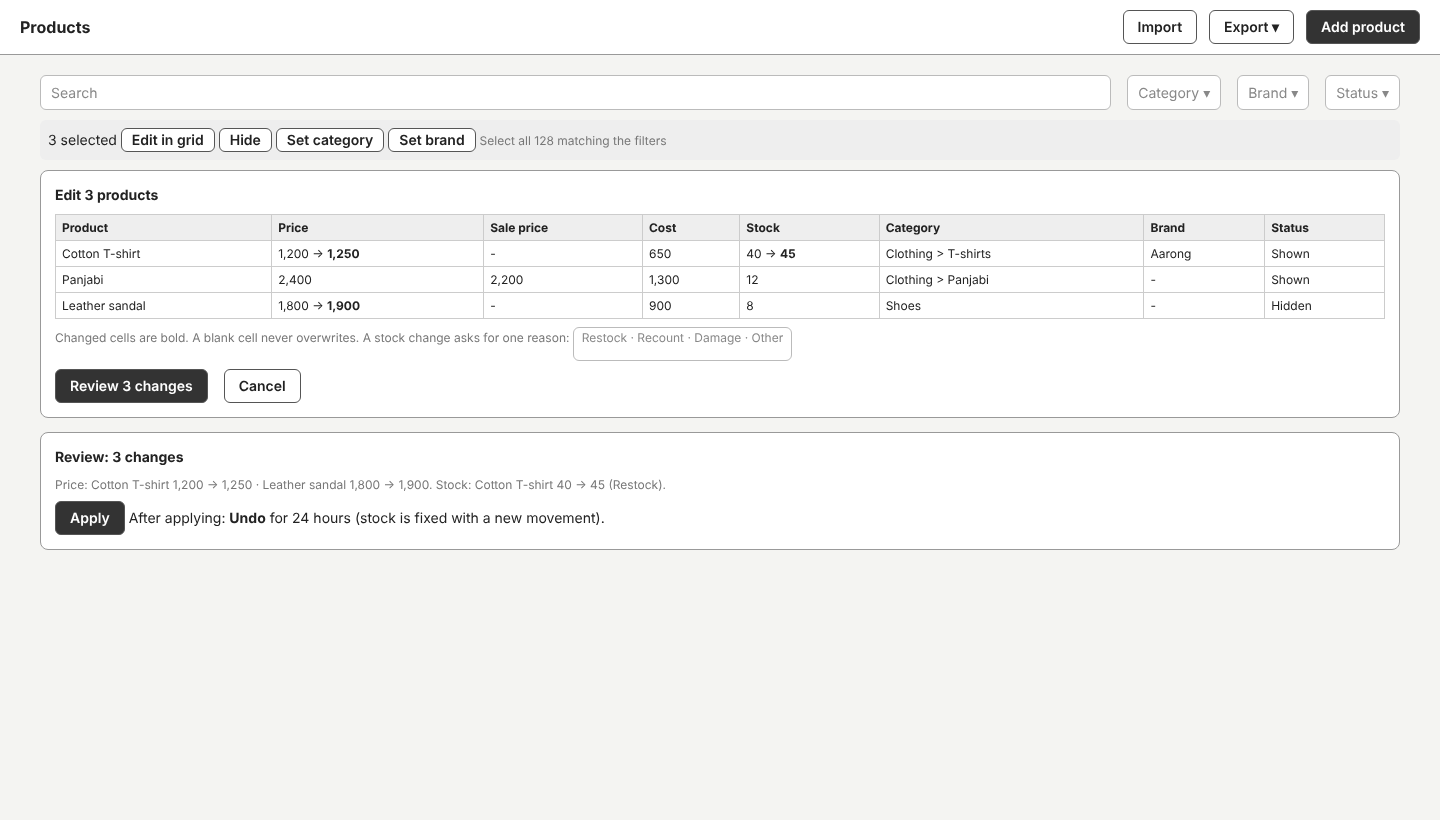 Products
Import
Export ▾
Add product
Search
Category ▾
Brand ▾
Status ▾
3 selected Edit in grid Hide Set category Set brand Select all 128 matching the filters
Edit 3 products
Product Price Sale price Cost Stock Category Brand Status
Cotton T-shirt 1,200 → 1,250 - 650 40 → 45 Clothing > T-shirts Aarong Shown
Panjabi 2,400 2,200 1,300 12 Clothing > Panjabi - Shown
Leather sandal 1,800 → 1,900 - 900 8 Shoes - Hidden
Changed cells are bold. A blank cell never overwrites. A stock change asks for one reason: Restock · Recount · Damage · Other
Review 3 changes Cancel
Review: 3 changes
Price: Cotton T-shirt 1,200 → 1,250 · Leather sandal 1,800 → 1,900. Stock: Cotton T-shirt 40 → 45 (Restock).
Apply After applying: Undo for 24 hours (stock is fixed with a new movement).